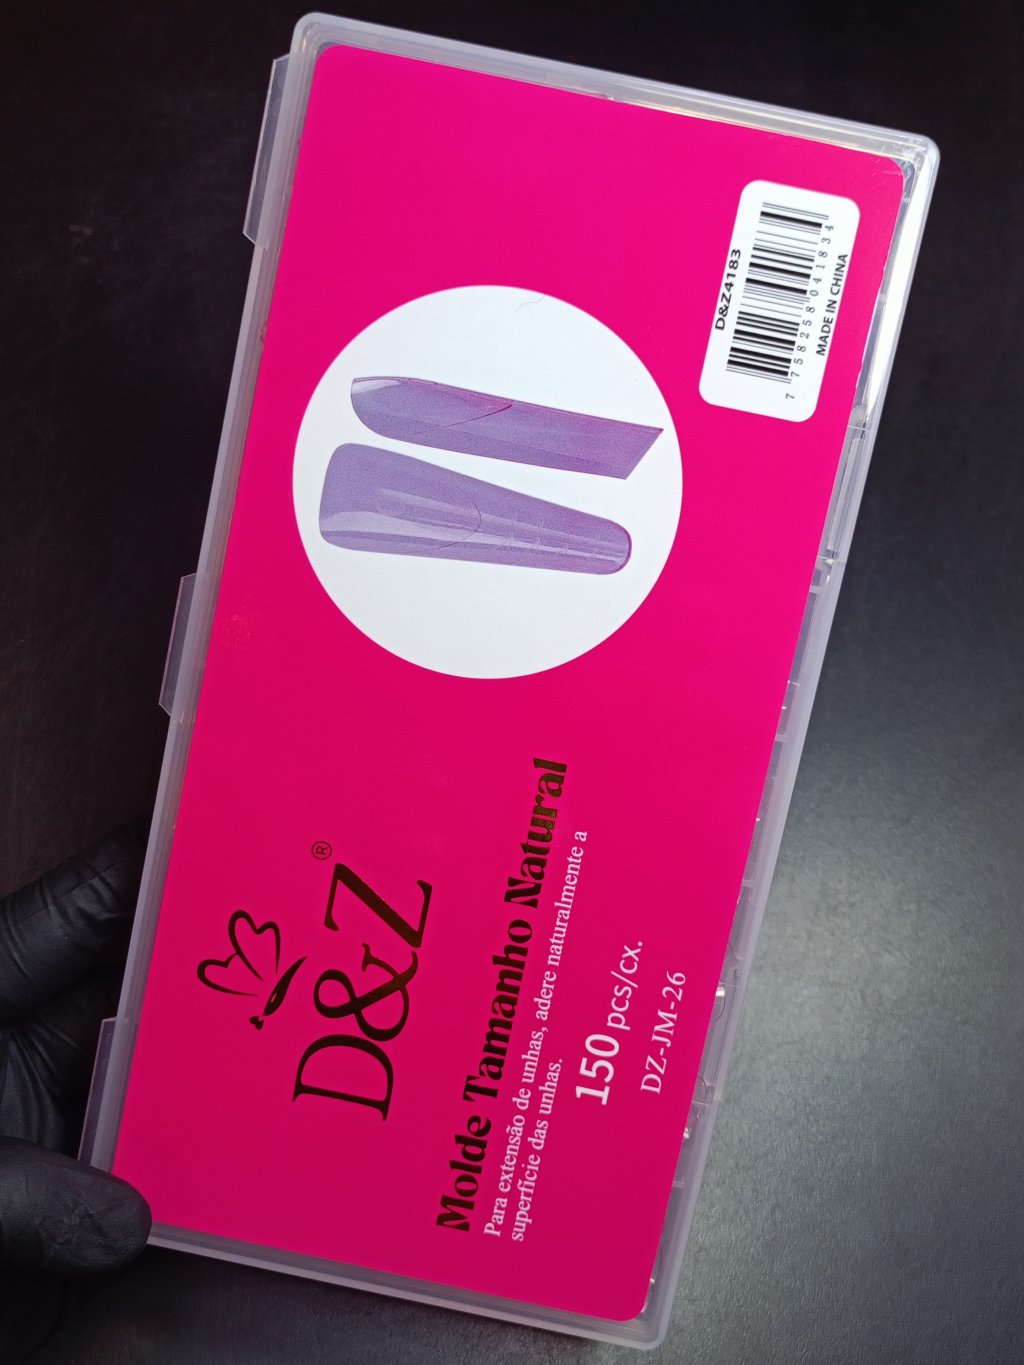 D&Z®
Molde Tamanho Natural
Para extensão de unhas, adere naturalmente a
superfície das unhas.
150 pcs/cx.
DZ-JM-26
D&Z4183
7 758258 041834
MADE IN CHINA